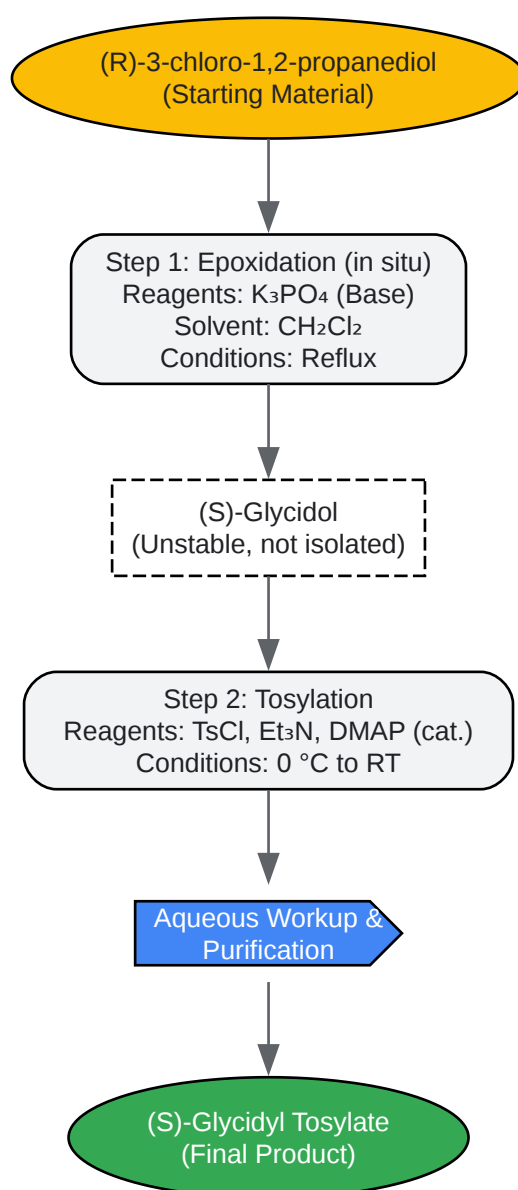 (R)-3-chloro-1,2-propanediol
(Starting Material)
Step 1: Epoxidation (in situ)
Reagents: K₃PO₄ (Base)
Solvent: CH₂Cl₂
Conditions: Reflux
(S)-Glycidol
(Unstable, not isolated)
Step 2: Tosylation
Reagents: TsCl, Et₃N, DMAP (cat.)
Conditions: 0 °C to RT
Aqueous Workup &
Purification
(S)-Glycidyl Tosylate
(Final Product)